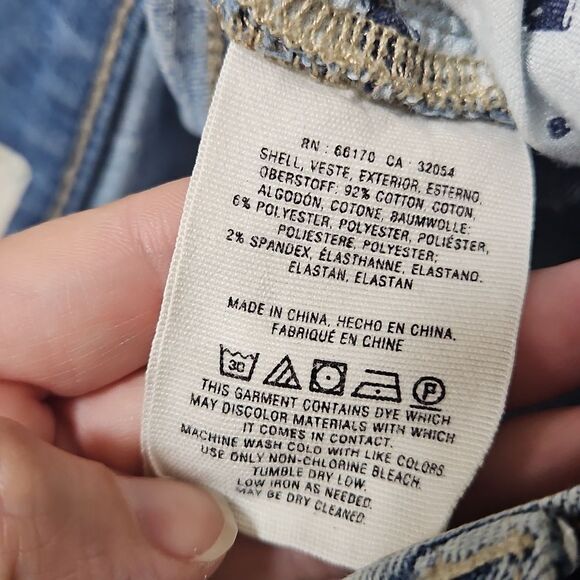 RN : 66170 CA : 32054
SHELL, VESTE, EXTERIOR, ESTERNO,
OBERSTOFF: 92% COTTON, COTON,
ALGODÓN, COTONE, BAUMWOLLE;
6% POLYESTER, POLYESTER, POLIÉSTER,
POLIESTERE, POLYESTER;
2% SPANDEX, ÉLASTHANNE, ELASTANO,
ELASTAN, ELASTAN
MADE IN CHINA, HECHO EN CHINA,
FABRIQUÉ EN CHINE
30 P
THIS GARMENT CONTAINS DYE WHICH
MAY DISCOLOR MATERIALS WITH WHICH
IT COMES IN CONTACT.
MACHINE WASH COLD WITH LIKE COLORS.
USE ONLY NON-CHLORINE BLEACH.
TUMBLE DRY LOW.
LOW IRON AS NEEDED.
MAY BE DRY CLEANED.